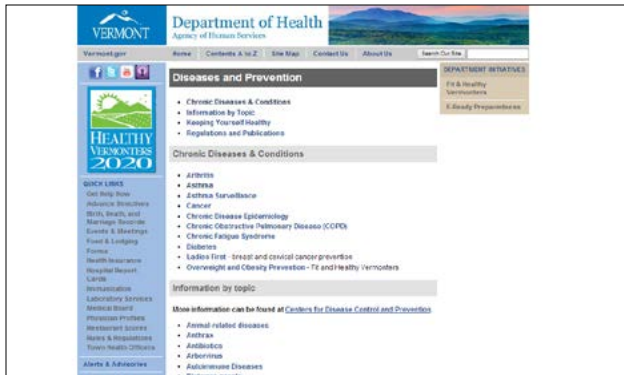 VERMONT
Department of Health
Agency of Human Services
Vermont.gov
Home
Contents A to Z
Site Map
Contact Us
About Us
Search Our Site
Diseases and Prevention
Chronic Diseases & Conditions
Information by Topic
Keeping Yourself Healthy
Regulations and Publications
Chronic Diseases & Conditions
Arthritis
Asthma
Asthma Surveillance
Cancer
Chronic Disease Epidemiology
Chronic Obstructive Pulmonary Disease (COPD)
Chronic Fatigue Syndrome
Diabetes
Ladies First - breast and cervical cancer prevention
Overweight and Obesity Prevention - Fit and Healthy Vermonters
Information by topic
More information can be found at Centers for Disease Control and Prevention
Animal-related diseases
Anthrax
Antibiotics
Arbovirus
Autoimmune Diseases
HEALTHY
VERMONTERS
2020
QUICK LINKS
Get Help Now
Advance Directives
Birth, Death, and
Marriage Records
Events & Meetings
Food & Lodging
Forms
Health Insurance
Hospital Report
Cards
Immunization
Laboratory Services
Medical Board
Physician Profiles
Restaurant Scores
Rules & Regulations
Town Health Officers
Alerts & Advisories
DEPARTMENT INITIATIVES
Fit & Healthy
Vermonters
E-Ready Preparedness